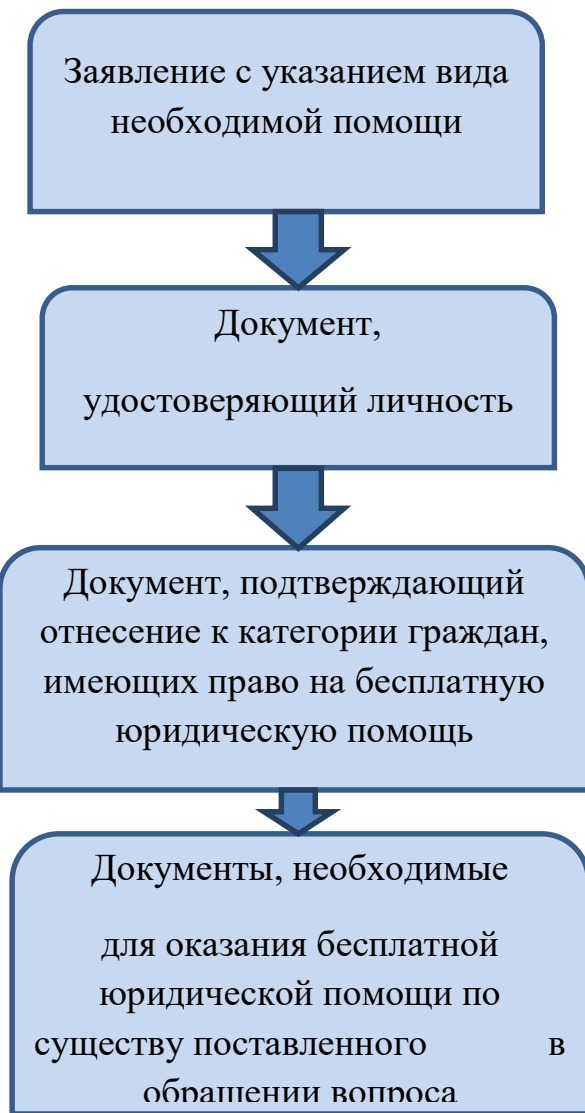 Заявление с указанием вида
необходимой помощи
Документ,
удостоверяющий личность
Документ, подтверждающий
отнесение к категории граждан,
имеющих право на бесплатную
юридическую помощь
Документы, необходимые
для оказания бесплатной
юридической помощи по
существу поставленного в
обращении вопроса